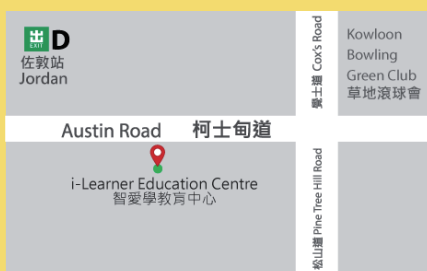 出 D
EXIT
佐敦站
Jordan
覺士道 Cox's Road
Kowloon
Bowling
Green Club
草地滾球會
Austin Road 柯士甸道
i-Learner Education Centre
智愛學教育中心
松山道 Pine Tree Hill Road